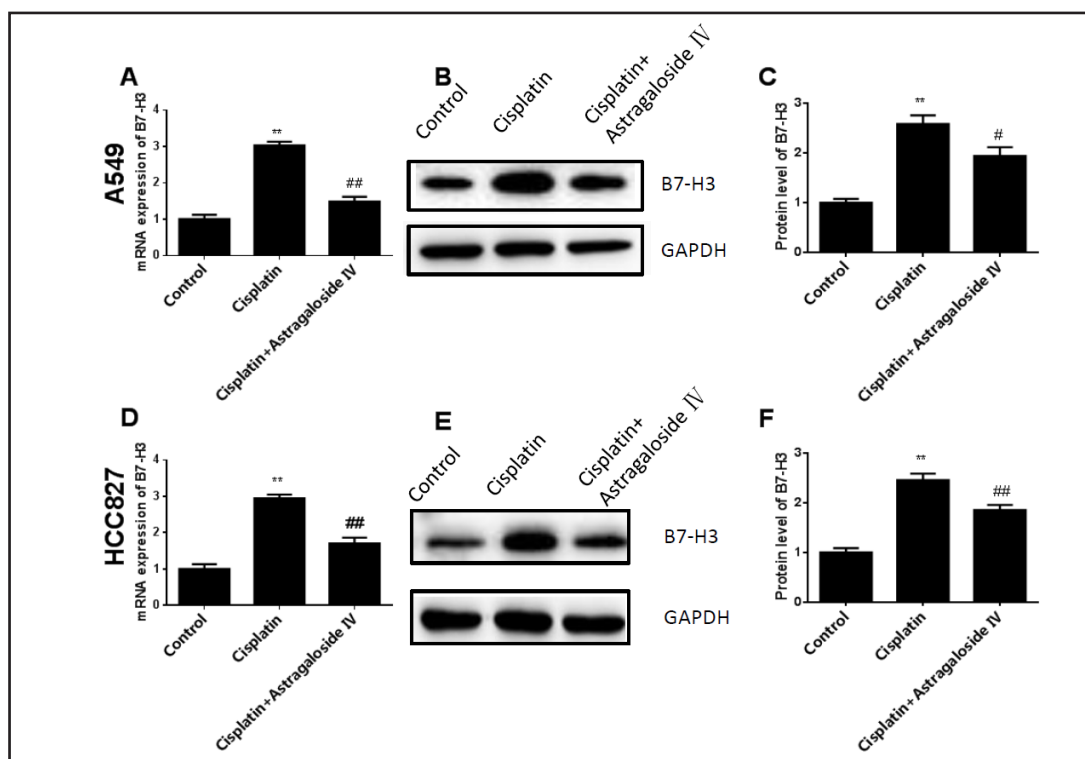 A
mRNA expression of B7-H3
4
3
2
1
0
**
##
Control
Cisplatin
Cisplatin+Astragaloside IV
A549
B
Control
Cisplatin
Cisplatin+
Astragaloside Ⅳ
B7-H3
GAPDH
C
Protein level of B7-H3
3
2
1
0
**
#
Control
Cisplatin
Cisplatin+Astragaloside IV
D
mRNA expression of B7-H3
4
3
2
1
0
**
##
Control
Cisplatin
Cisplatin+Astragaloside IV
HCC827
E
Control
Cisplatin
Cisplatin+
Astragaloside Ⅳ
B7-H3
GAPDH
F
Protein level of B7-H3
3
2
1
0
**
##
Control
Cisplatin
Cisplatin+Astragaloside IV